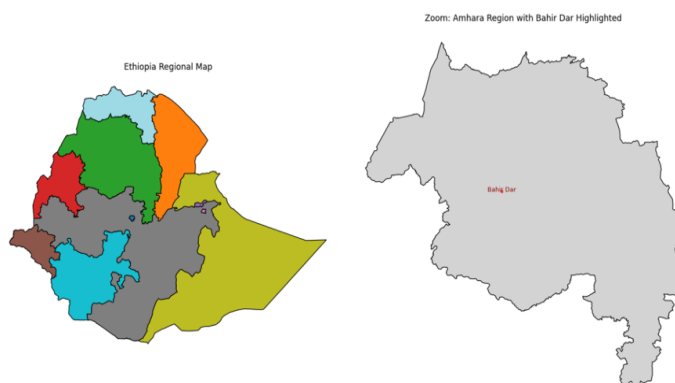 Zoom: Amhara Region with Bahir Dar Highlighted
Ethiopia Regional Map
Bahir Dar